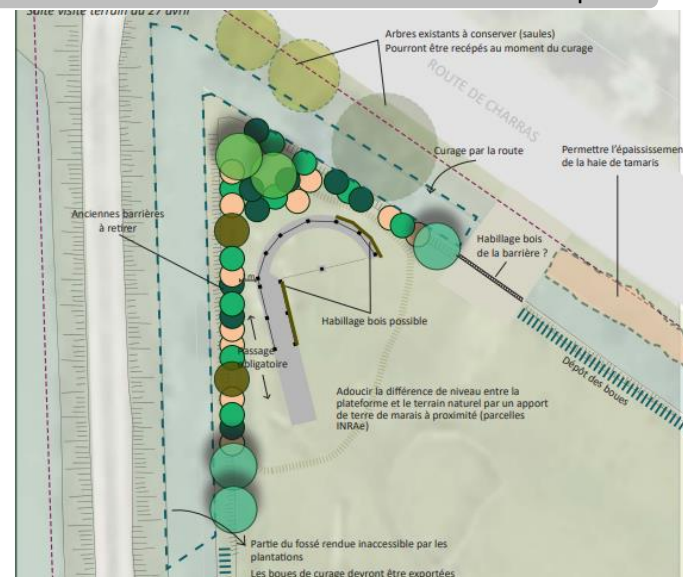 Suite visite terrain du 27 avril
Arbres existants à conserver (saules)
Pourront être recépés au moment du curage
ROUTE DE CHARRAS
Curage par la route
Permettre l'épaississement
de la haie de tamaris
Anciennes barrières
à retirer
Habillage bois
de la barrière ?
Habillage bois possible
Passage
obligatoire
Dépôt des boues
Adoucir la différence de niveau entre la
plateforme et le terrain naturel par un apport
de terre de marais à proximité (parcelles
INRAe)
Partie du fossé rendue inaccessible par les
plantations
Les boues de curage devront être exportées